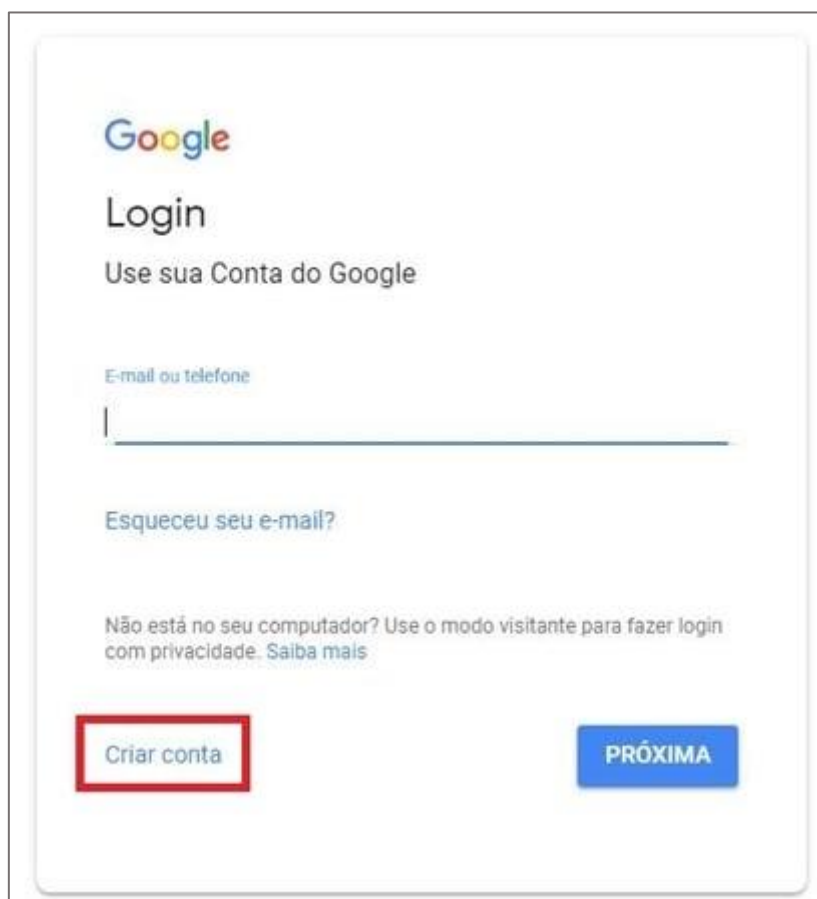 Google
Login
Use sua Conta do Google
E-mail ou telefone
Esqueceu seu e-mail?
Não está no seu computador? Use o modo visitante para fazer login
com privacidade. Saiba mais
Criar conta
PRÓXIMA